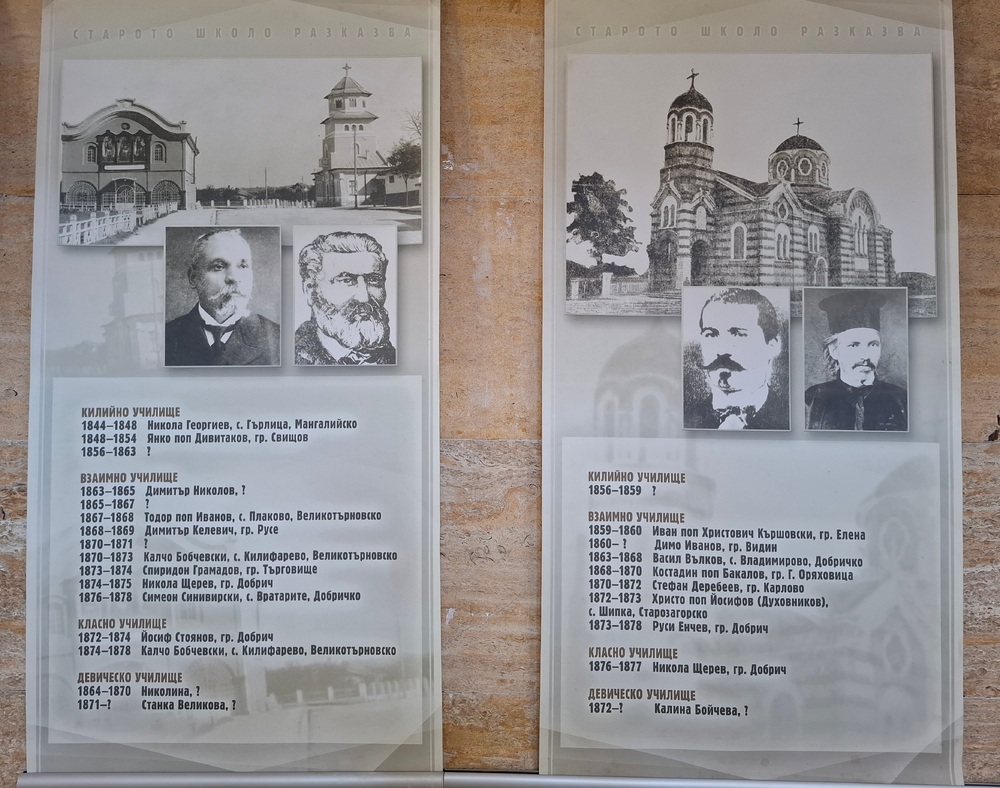 СТАРОТО ШКОЛО РАЗКАЗВА
КИЛИЙНО УЧИЛИЩЕ
1844–1848 Никола Георгиев, с. Гърлица, Мангалийско
1848–1854 Янко поп Дивитаков, гр. Свищов
1856–1863 ?
ВЗАИМНО УЧИЛИЩЕ
1863–1865 Димитър Николов, ?
1865–1867 ?
1867–1868 Тодор поп Иванов, с. Плаково, Великотърновско
1868–1869 Димитър Келевич, гр. Русе
1870–1871 ?
1870–1873 Калчо Бобчевски, с. Килифарево, Великотърновско
1873–1874 Спиридон Грамадов, гр. Търговище
1874–1875 Никола Щерев, гр. Добрич
1876–1878 Симеон Синивирски, с. Вратарите, Добричко
КЛАСНО УЧИЛИЩЕ
1872–1874 Йосиф Стоянов, гр. Добрич
1874–1878 Калчо Бобчевски, с. Килифарево, Великотърновско
ДЕВИЧЕСКО УЧИЛИЩЕ
1864–1870 Николина, ?
1871–? Станка Великова, ?
СТАРОТО ШКОЛО РАЗКАЗВА
КИЛИЙНО УЧИЛИЩЕ
1856–1859 ?
ВЗАИМНО УЧИЛИЩЕ
1859–1860 Иван поп Христович Кършовски, гр. Елена
1860– ? Димо Иванов, гр. Видин
1863–1868 Васил Вълков, с. Владимирово, Добричко
1868–1870 Костадин поп Бакалов, гр. Г. Оряховица
1870–1872 Стефан Деребеев, гр. Карлово
1872–1873 Христо поп Йосифов (Духовников),
с. Шипка, Старозагорско
1873–1878 Руси Енчев, гр. Добрич
КЛАСНО УЧИЛИЩЕ
1876–1877 Никола Щерев, гр. Добрич
ДЕВИЧЕСКО УЧИЛИЩЕ
1872–? Калина Бойчева, ?